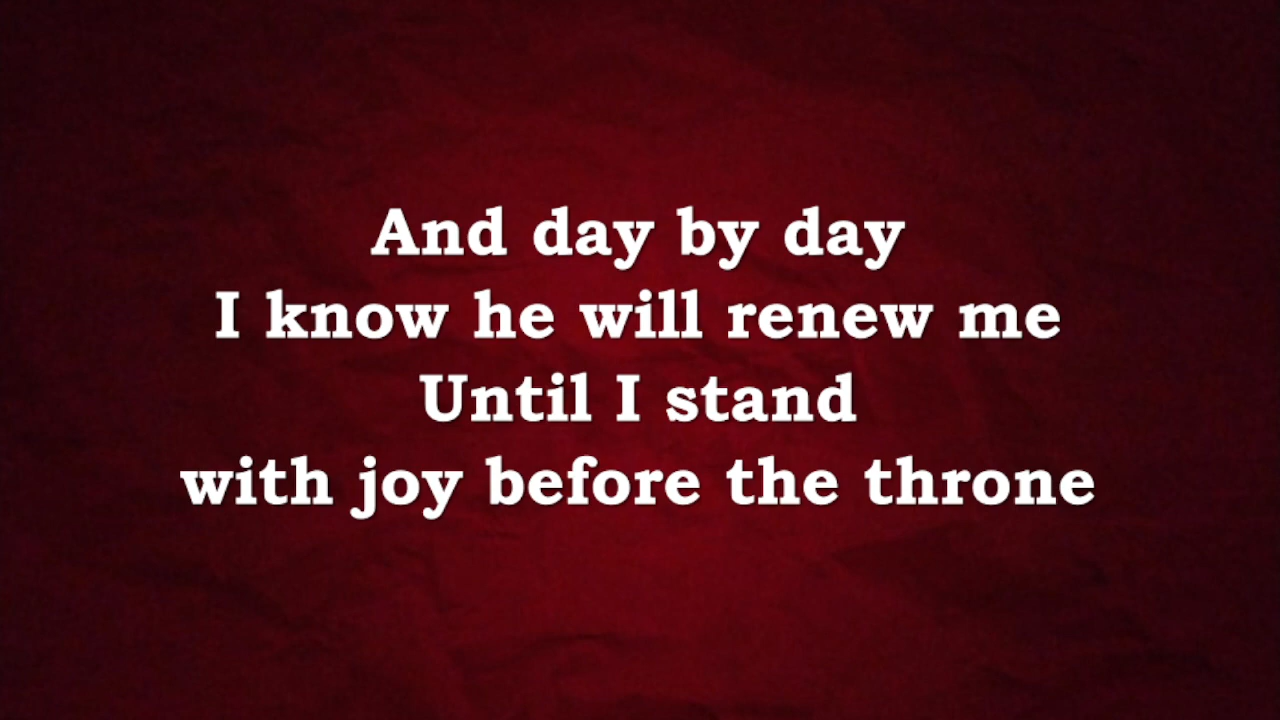 And day by day
I know he will renew me
Until I stand
with joy before the throne